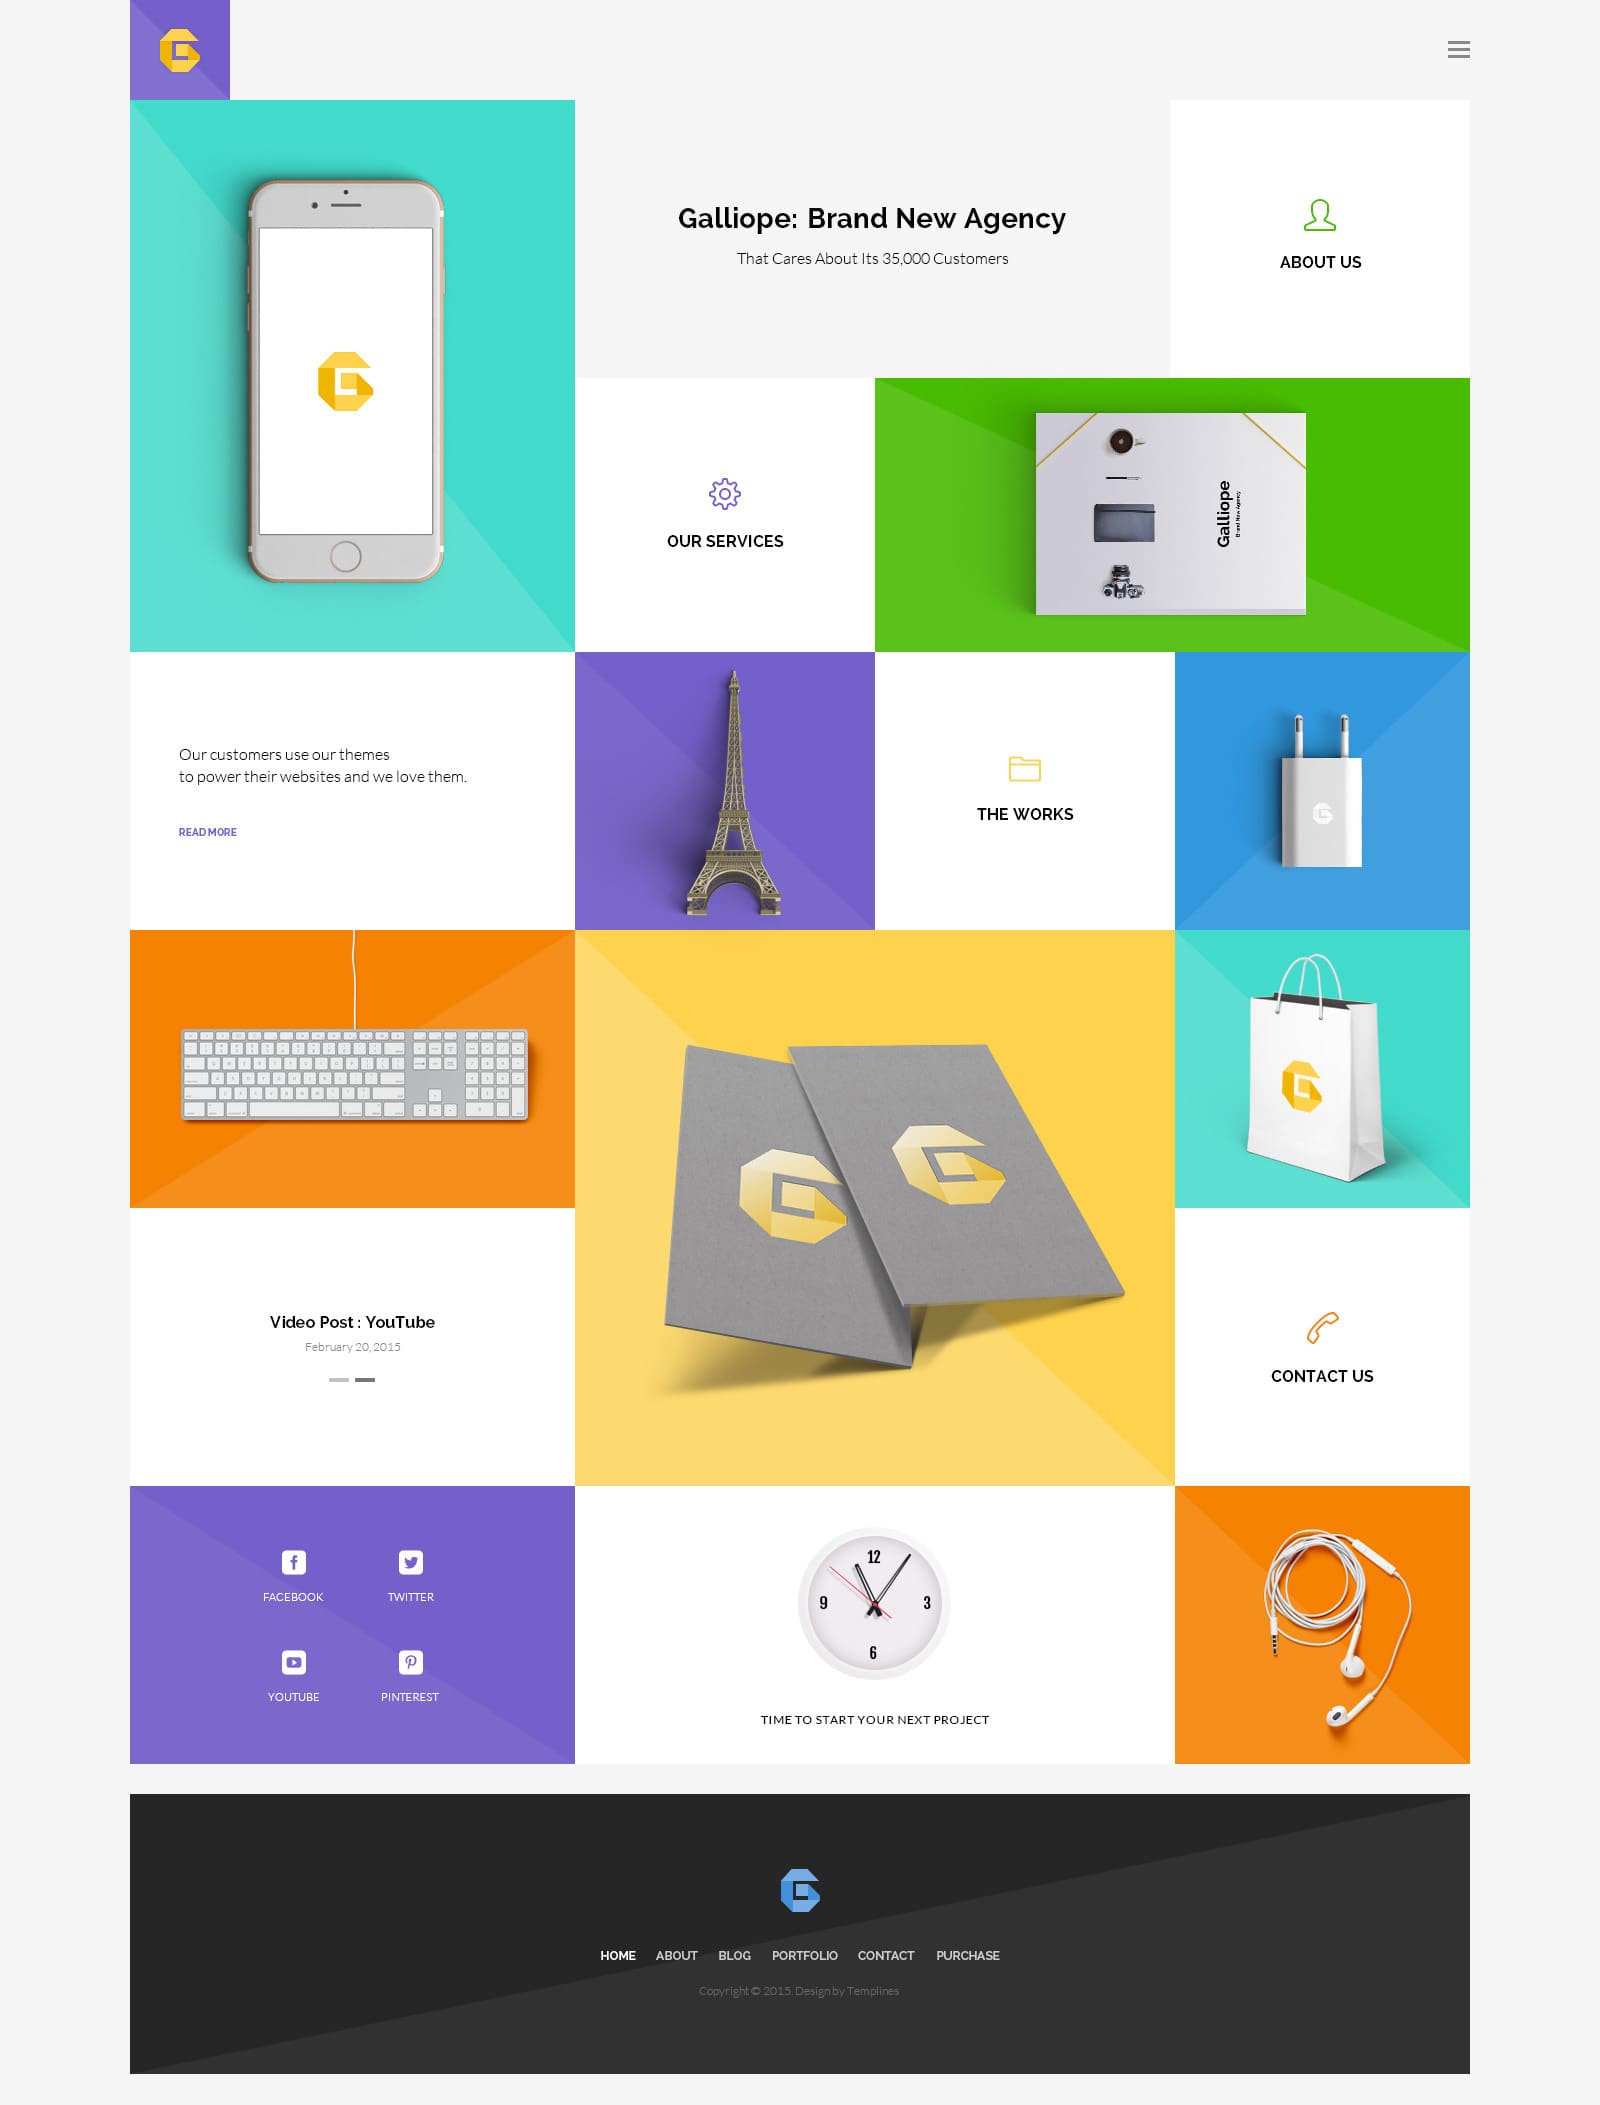 Galliope: Brand New Agency
That Cares About Its 35,000 Customers
ABOUT US
OUR SERVICES
Galliope
Brand New Agency
Our customers use our themes
to power their websites and we love them.
READ MORE
THE WORKS
Video Post : YouTube
February 20, 2015
CONTACT US
FACEBOOK
TWITTER
YOUTUBE
PINTEREST
12
9
3
6
TIME TO START YOUR NEXT PROJECT
HOME ABOUT BLOG PORTFOLIO CONTACT PURCHASE
Copyright © 2015. Design by Templines